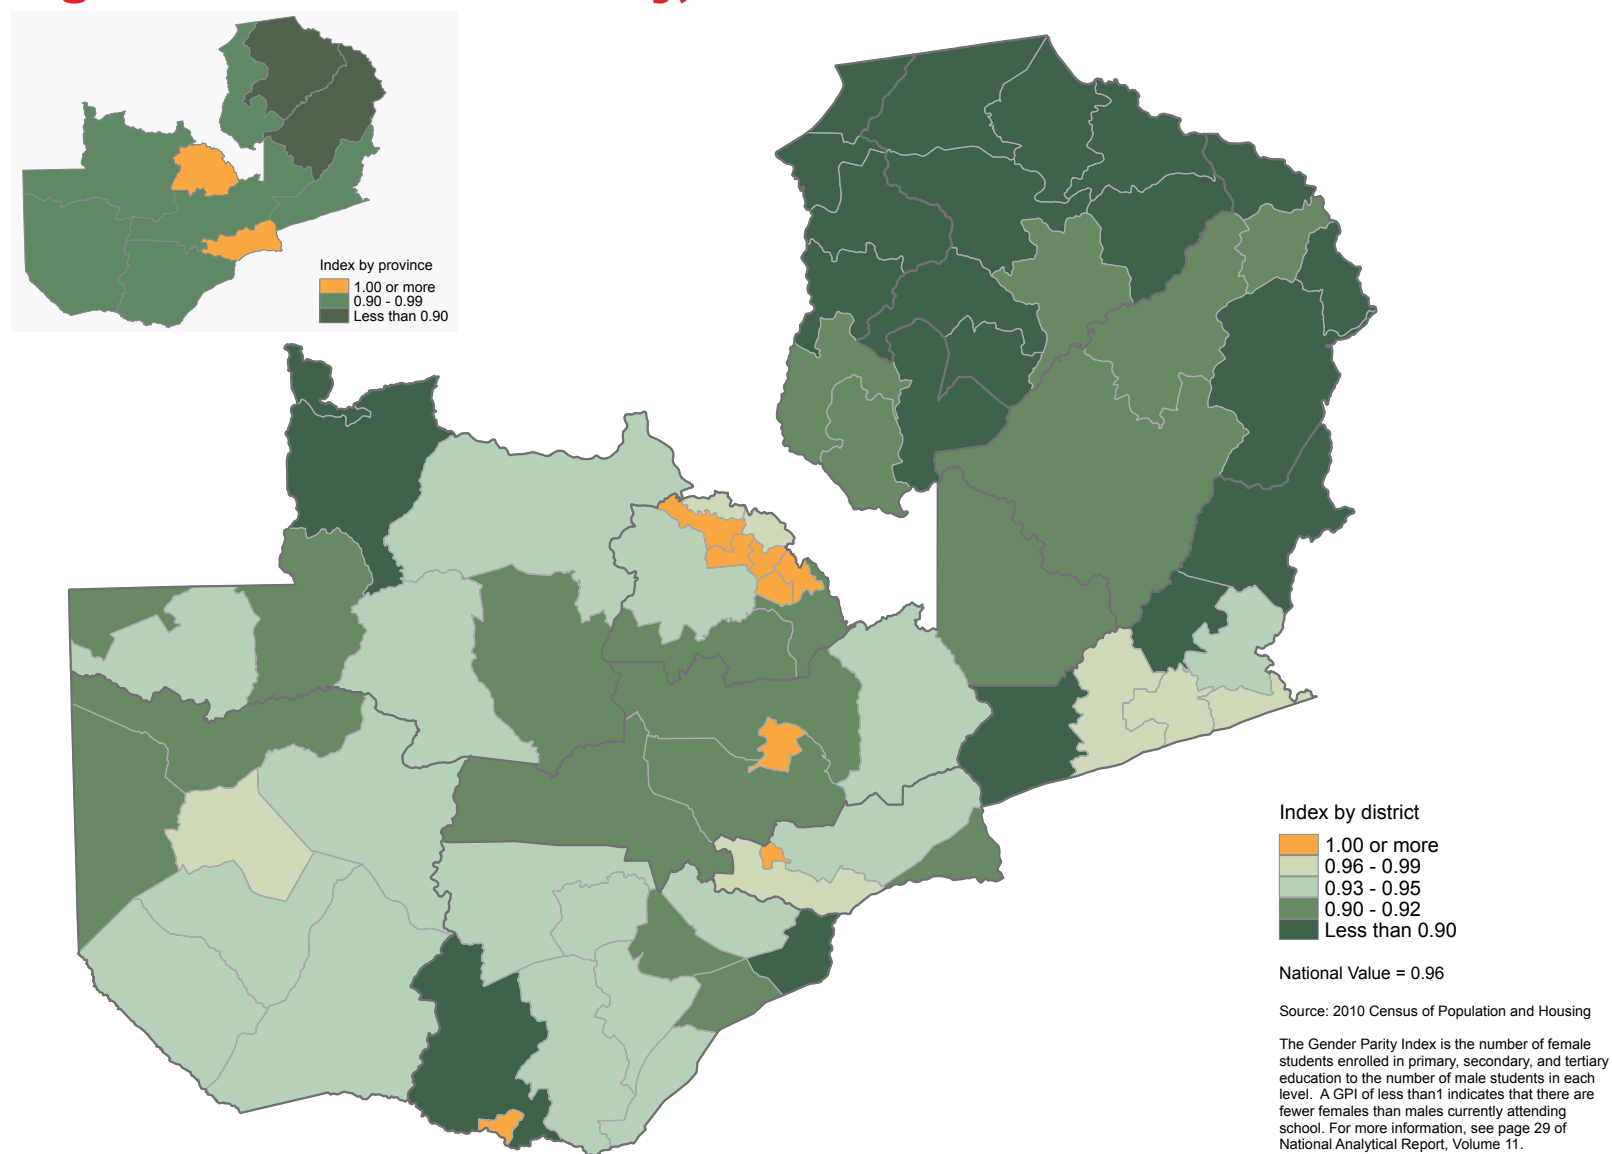 Index by province
1.00 or more
0.90 - 0.99
Less than 0.90
Index by district
1.00 or more
0.96 - 0.99
0.93 - 0.95
0.90 - 0.92
Less than 0.90
National Value = 0.96
Source: 2010 Census of Population and Housing
The Gender Parity Index is the number of female
students enrolled in primary, secondary, and tertiary
education to the number of male students in each
level.  A GPI of less than1 indicates that there are
fewer females than males currently attending
school. For more information, see page 29 of
National Analytical Report, Volume 11.